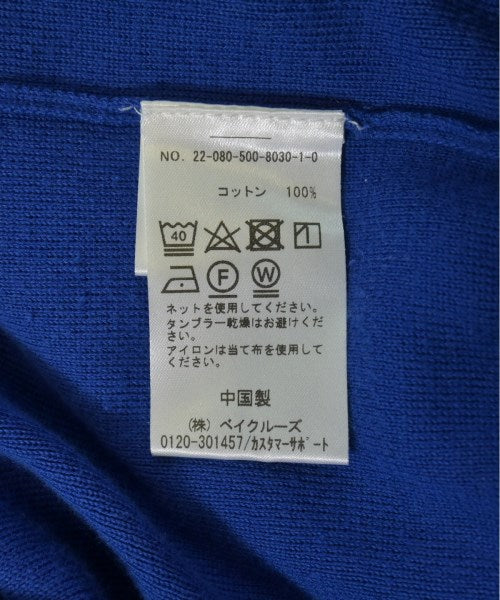 NO. 22-080-500-8030-1-0
コットン 100%
40
F W
ネットを使用してください。
タンブラー乾燥はお避けくださ
い。
アイロンは当て布を使用して
ください。
中国製
(株) ベイクルーズ
0120-301457/カスタマーサポート